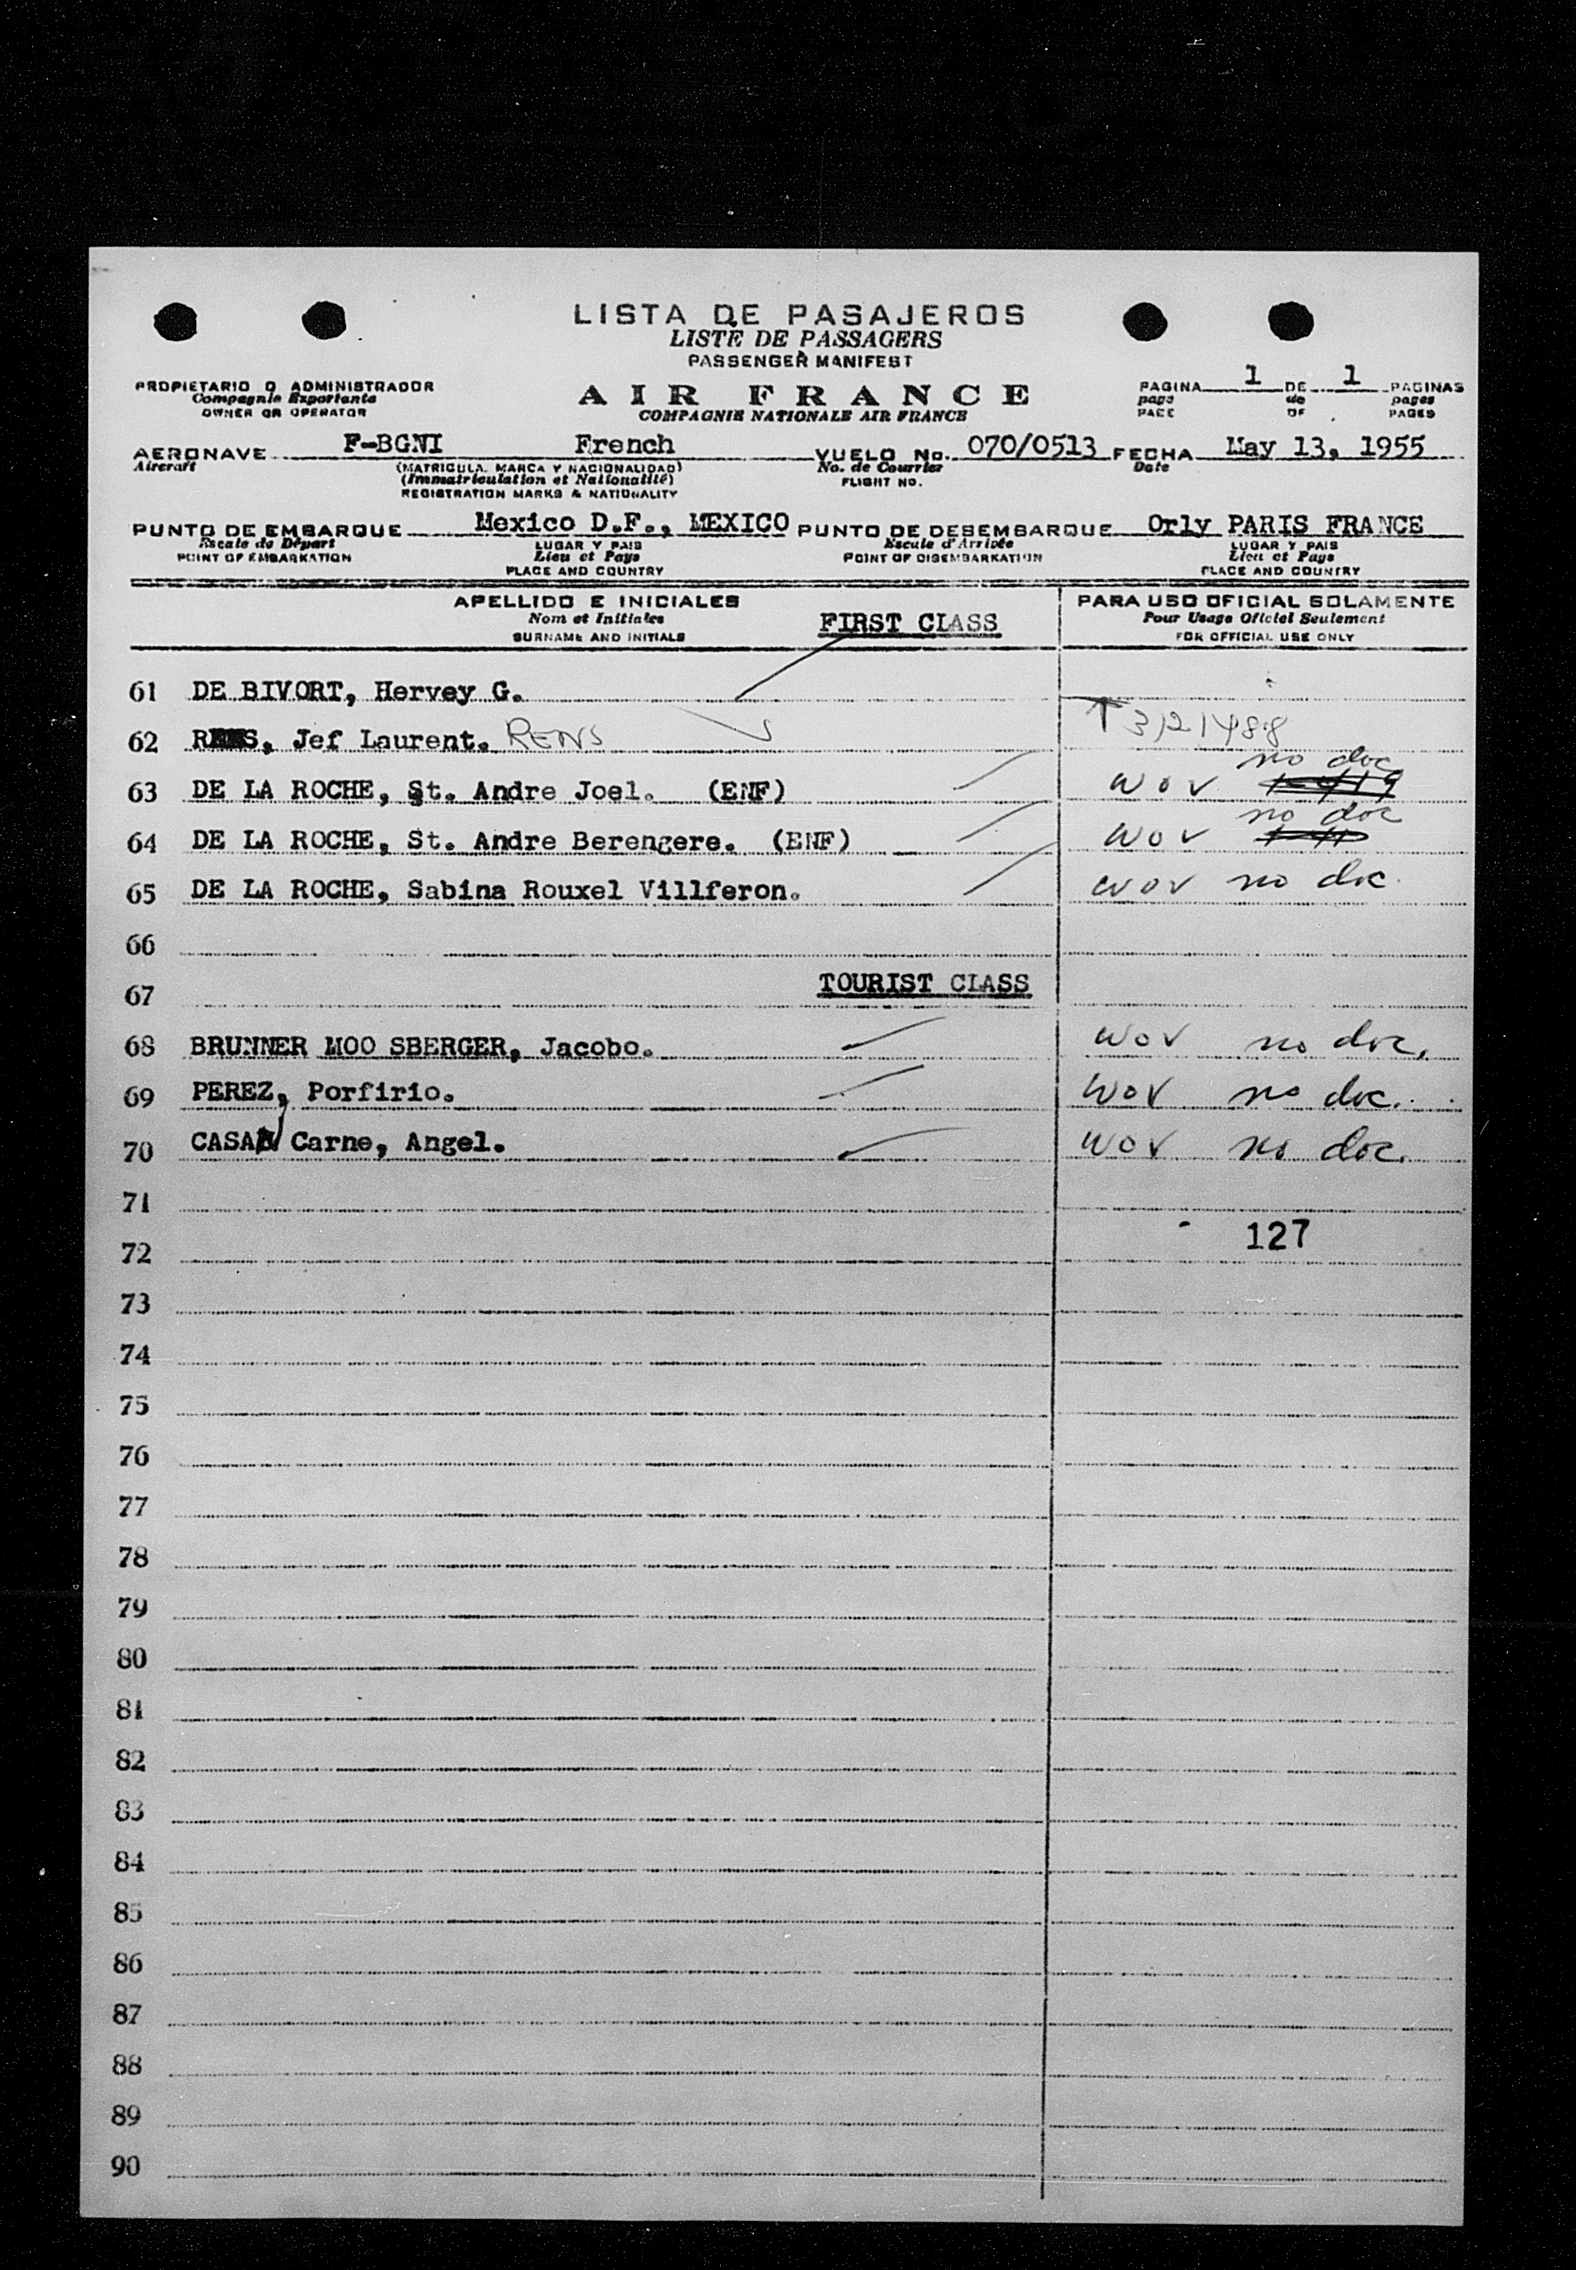 LISTA DE PASAJEROS
LISTE DE PASSAGERS
PASSENGER MANIFEST
PROPIETARIO O ADMINISTRADOR
Compagnie Exportante
OWNER OR OPERATOR
AIR FRANCE
COMPAGNIE NATIONALE AIR FRANCE
PAGINA 1 DE 1 PAGINAS
page de pages
PAGE OF PAGES
AERONAVE F-BGNI French VUELO No. 070/0513 FECHA May 13, 1955
Aircraft (MATRICULA, MARCA Y NACIONALIDAD) No. de Courrier Date
(Immatriculation et Nationalité) FLIGHT NO.
REGISTRATION MARKS & NATIONALITY
PUNTO DE EMBARQUE Mexico D.F., MEXICO PUNTO DE DESEMBARQUE Orly PARIS FRANCE
Escale de Départ LUGAR Y PAIS Escale d'Arrivée LUGAR Y PAIS
POINT OF EMBARKATION Lieu et Pays POINT OF DISEMBARKATION Lieu et Pays
PLACE AND COUNTRY PLACE AND COUNTRY
APELLIDO E INICIALES PARA USO OFICIAL SOLAMENTE
Nom et Initiales FIRST CLASS Pour Usage Oficiel Seulement
SURNAME AND INITIALS FOR OFFICIAL USE ONLY
61 DE BIVORT, Hervey G.
62 S, Jef Laurent. RENS
63 DE LA ROCHE, St. Andre Joel. (ENF) WOV no doc
64 DE LA ROCHE, St. Andre Berengere. (ENF) WOV no doc
65 DE LA ROCHE, Sabina Rouxel Villferon. WOV no doc.
66
67 TOURIST CLASS
68 BRUNNER MOO SBERGER, Jacobo. WOV no doc.
69 PEREZ, Porfirio. WOV no doc.
70 Carne, Angel. WOV no doc.
71
127
72
73
74
75
76
77
78
79
80
81
82
83
84
85
86
87
88
89
90